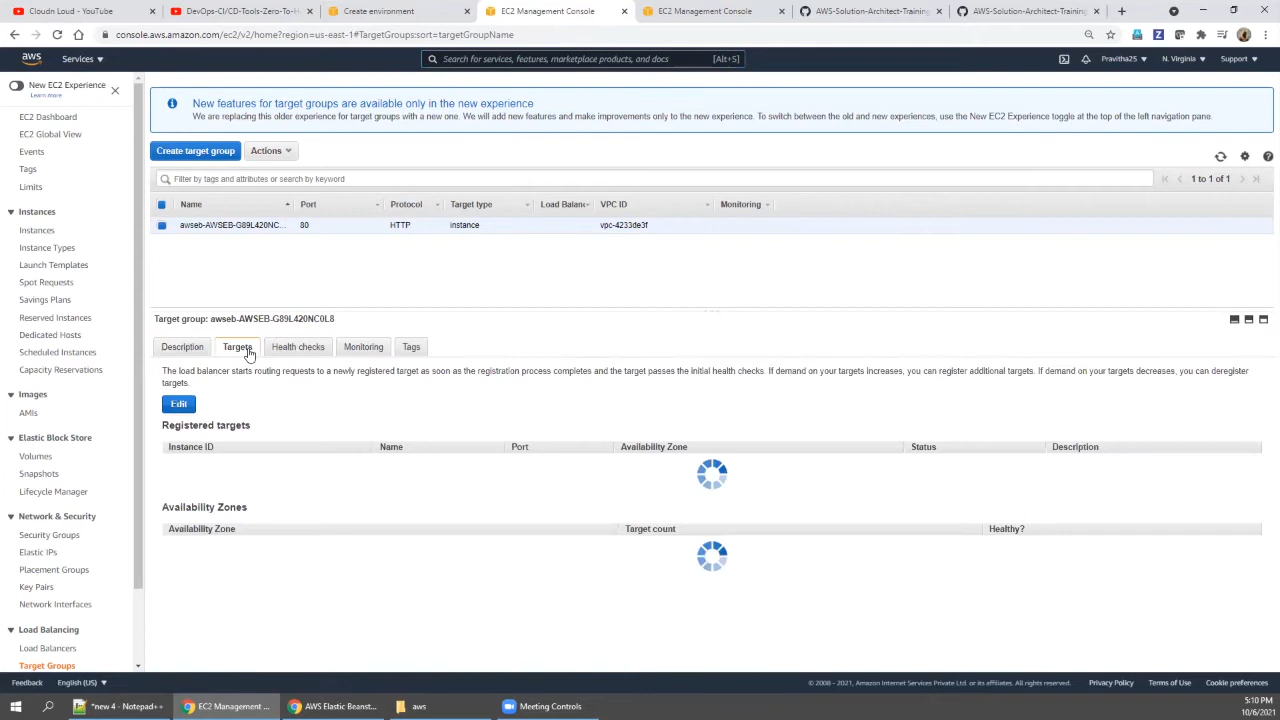 Cloudn Loud - YouTube
DevOps-CI/CD-Tools-Zero-To-H
Create environment
EC2 Management Console
EC2 Management Console
AWS-Solution-Architect-Training
AWS-Solution-Architect-Training
console.aws.amazon.com/ec2/v2/home?region=us-east-1#TargetGroups:sort=targetGroupName
aws
Services
Search for services, features, marketplace products, and docs
[Alt+S]
Pravitha25
N. Virginia
Support
New EC2 Experience
Learn more
EC2 Dashboard
EC2 Global View
Events
Tags
Limits
Instances
Instances
Instance Types
Launch Templates
Spot Requests
Savings Plans
Reserved Instances
Dedicated Hosts
Scheduled Instances
Capacity Reservations
Images
AMIs
Elastic Block Store
Volumes
Snapshots
Lifecycle Manager
Network & Security
Security Groups
Elastic IPs
Placement Groups
Key Pairs
Network Interfaces
Load Balancing
Load Balancers
Target Groups
New features for target groups are available only in the new experience
We are replacing this older experience for target groups with a new one. We will add new features and make improvements only to the new experience. To switch between the old and new experiences, use the New EC2 Experience toggle at the top of the left navigation pane.
Create target group
Actions
Filter by tags and attributes or search by keyword
1 to 1 of 1
Name Port Protocol Target type Load Balanc VPC ID Monitoring
awseb-AWSEB-G89L420NC... 80 HTTP instance vpc-4233de3f
Target group: awseb-AWSEB-G89L420NC0L8
Description
Targets
Health checks
Monitoring
Tags
The load balancer starts routing requests to a newly registered target as soon as the registration process completes and the target passes the initial health checks. If demand on your targets increases, you can register additional targets. If demand on your targets decreases, you can deregister
targets.
Edit
Registered targets
Instance ID Name Port Availability Zone Status Description
Availability Zones
Availability Zone Target count Healthy?
Feedback
English (US)
© 2008 - 2021, Amazon Internet Services Private Ltd. or its affiliates. All rights reserved.
Privacy Policy
Terms of Use
Cookie preferences
*new 4 - Notepad++
EC2 Management ...
AWS Elastic Beanst...
aws
Meeting Controls
5:10 PM
10/6/2021